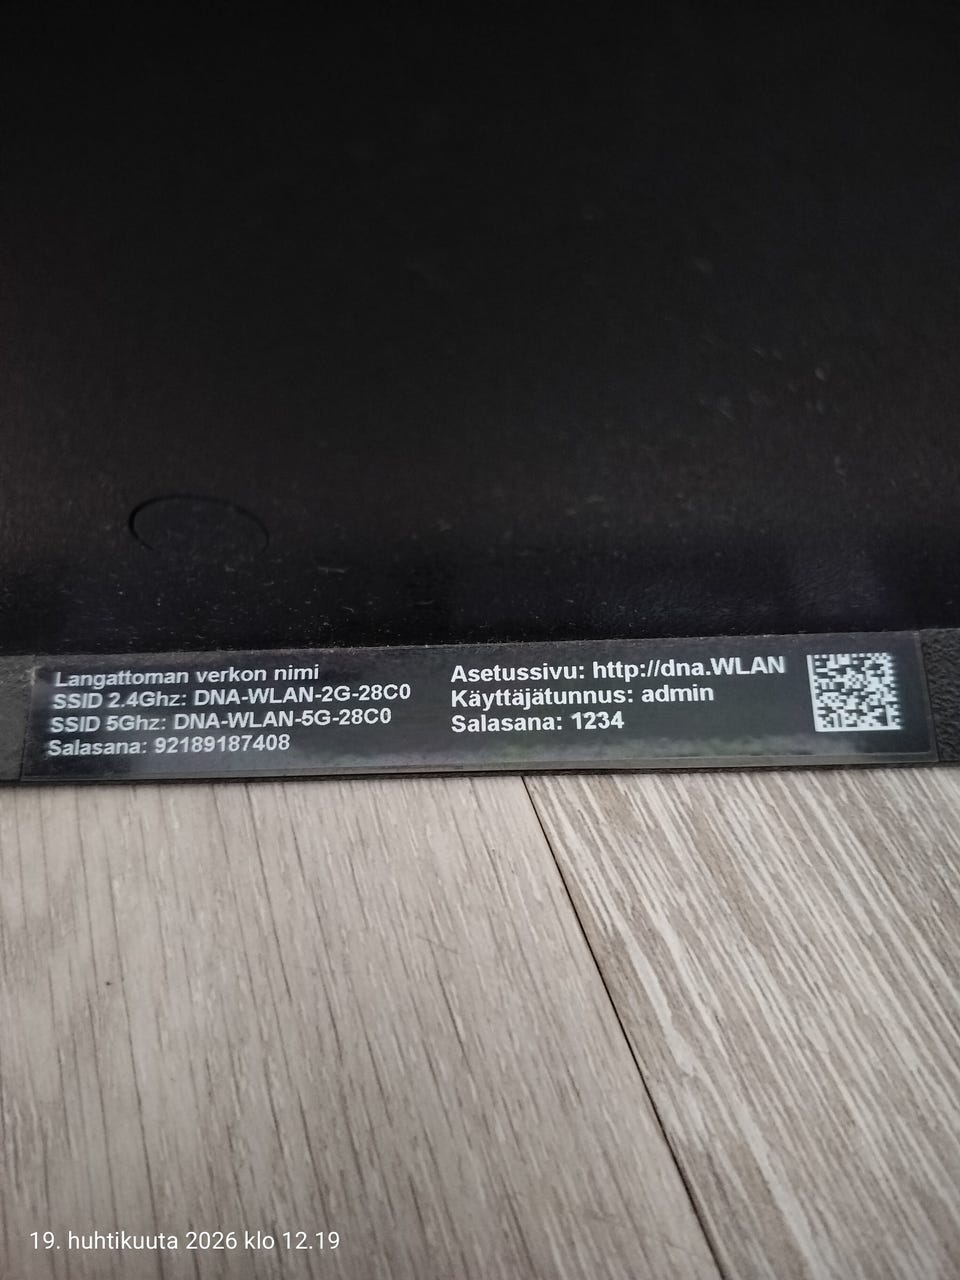 Langattoman verkon nimi
SSID 2.4Ghz: DNA-WLAN-2G-28C0
SSID 5Ghz: DNA-WLAN-5G-28C0
Salasana: 92189187408
Asetussivu: http://dna.WLAN
Käyttäjätunnus: admin
Salasana: 1234
19. huhtikuuta 2026 klo 12.19